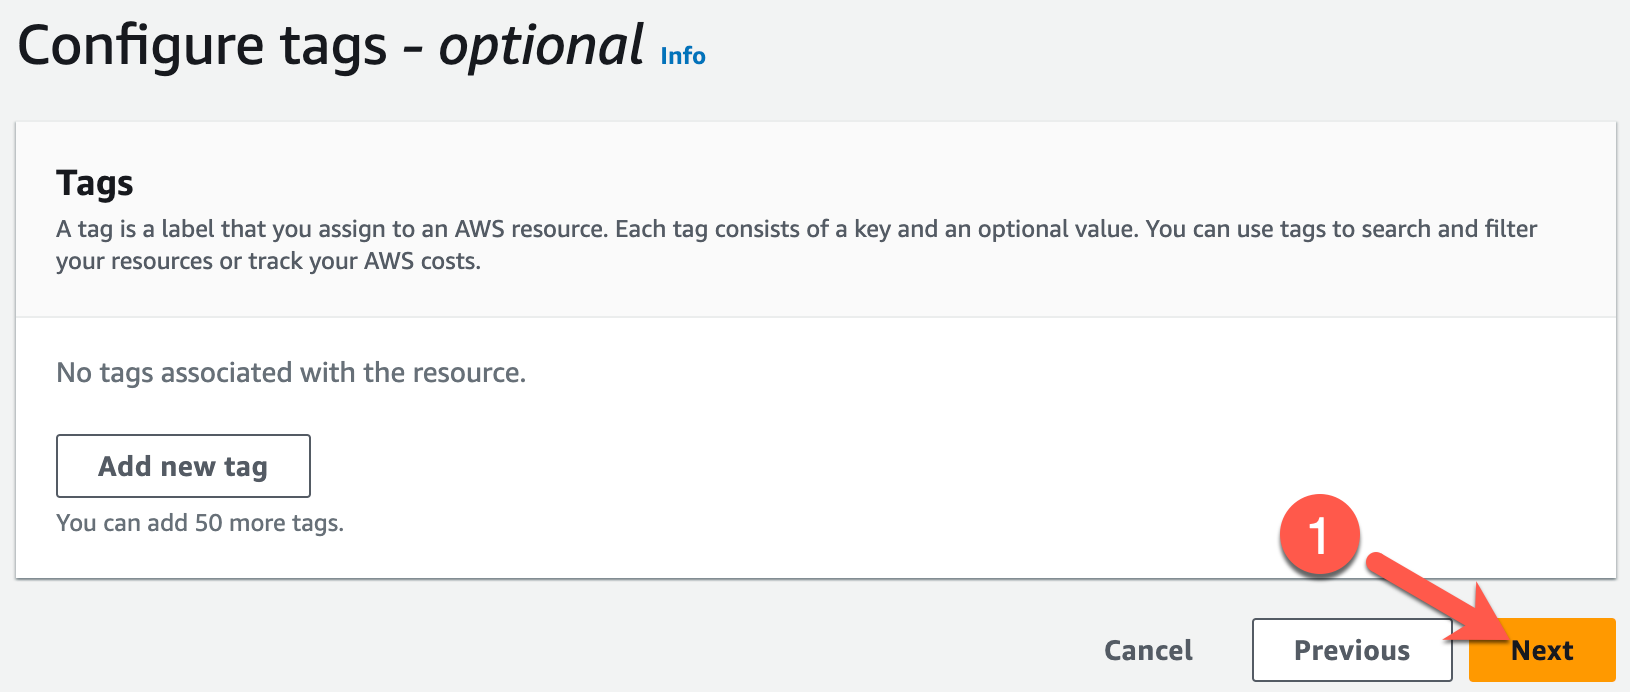 Configure tags - optional Info
Tags
A tag is a label that you assign to an AWS resource. Each tag consists of a key and an optional value. You can use tags to search and filter
your resources or track your AWS costs.
No tags associated with the resource.
Add new tag
You can add 50 more tags.
1
Cancel Previous Next